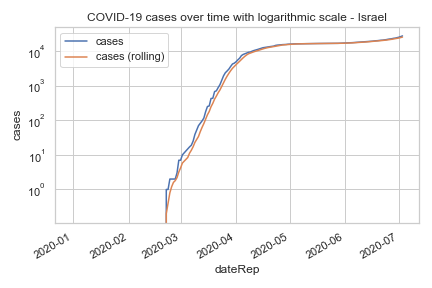 COVID-19 cases over time with logarithmic scale - Israel
cases
cases (rolling)
10⁴
10³
10²
10¹
10⁰
cases
2020-01
2020-02
2020-03
2020-04
2020-05
2020-06
2020-07
dateRep